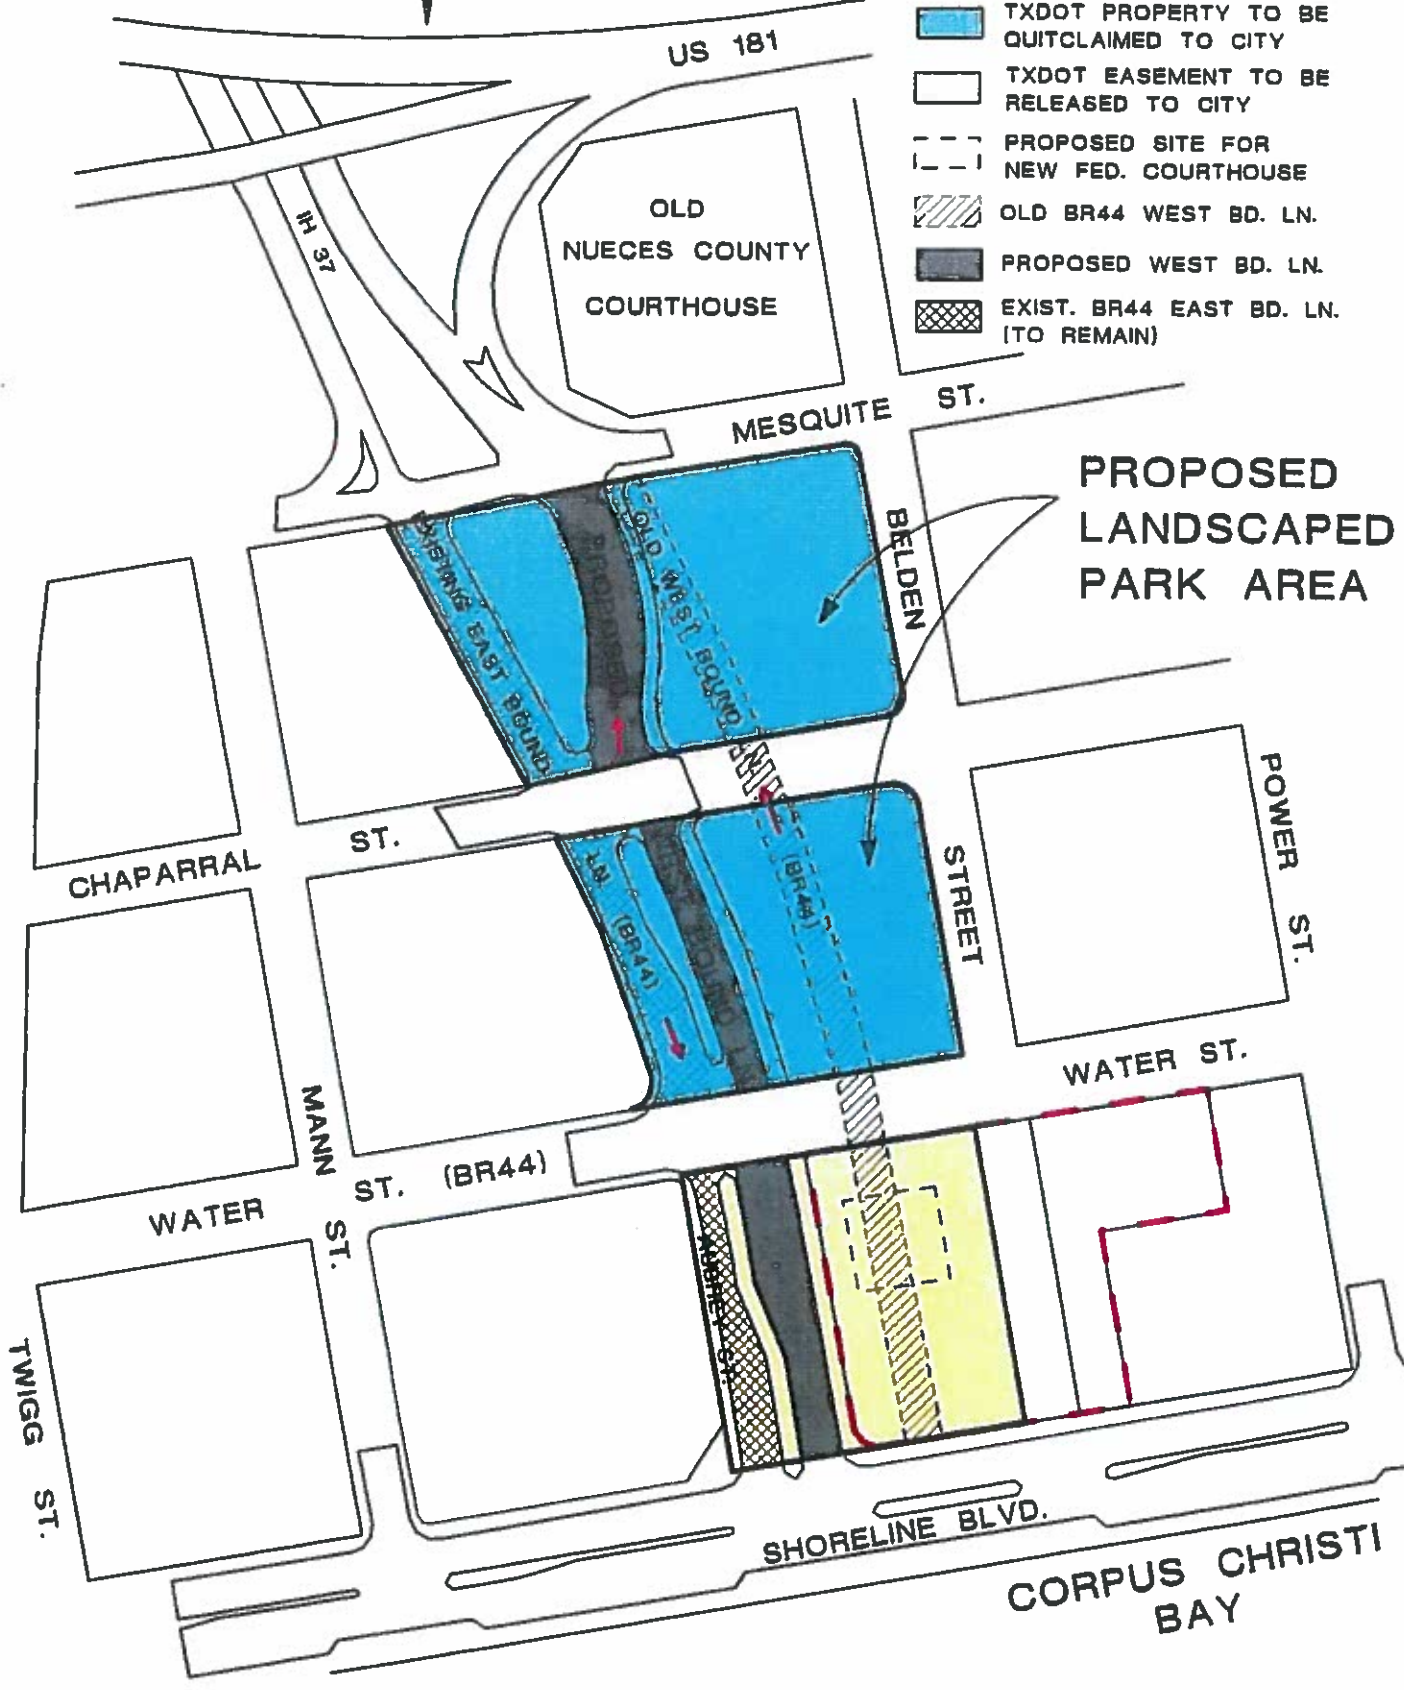 TXDOT PROPERTY TO BE
QUITCLAIMED TO CITY
TXDOT EASEMENT TO BE
RELEASED TO CITY
PROPOSED SITE FOR
NEW FED. COURTHOUSE
OLD BR44 WEST BD. LN.
PROPOSED WEST BD. LN.
EXIST. BR44 EAST BD. LN.
(TO REMAIN)
US 181
IH 37
OLD
NUECES COUNTY
COURTHOUSE
MESQUITE ST.
PROPOSED
LANDSCAPED
PARK AREA
BELDEN
STREET
EXISTING EAST BOUND
LN. (BR44)
PROPOSED
WEST BOUND
OLD WEST BOUND
LN.
(BR44)
POWER ST.
CHAPARRAL ST.
WATER ST.
MANN ST.
WATER ST. (BR44)
AUBREY ST.
TWIGG ST.
SHORELINE BLVD.
CORPUS CHRISTI
BAY